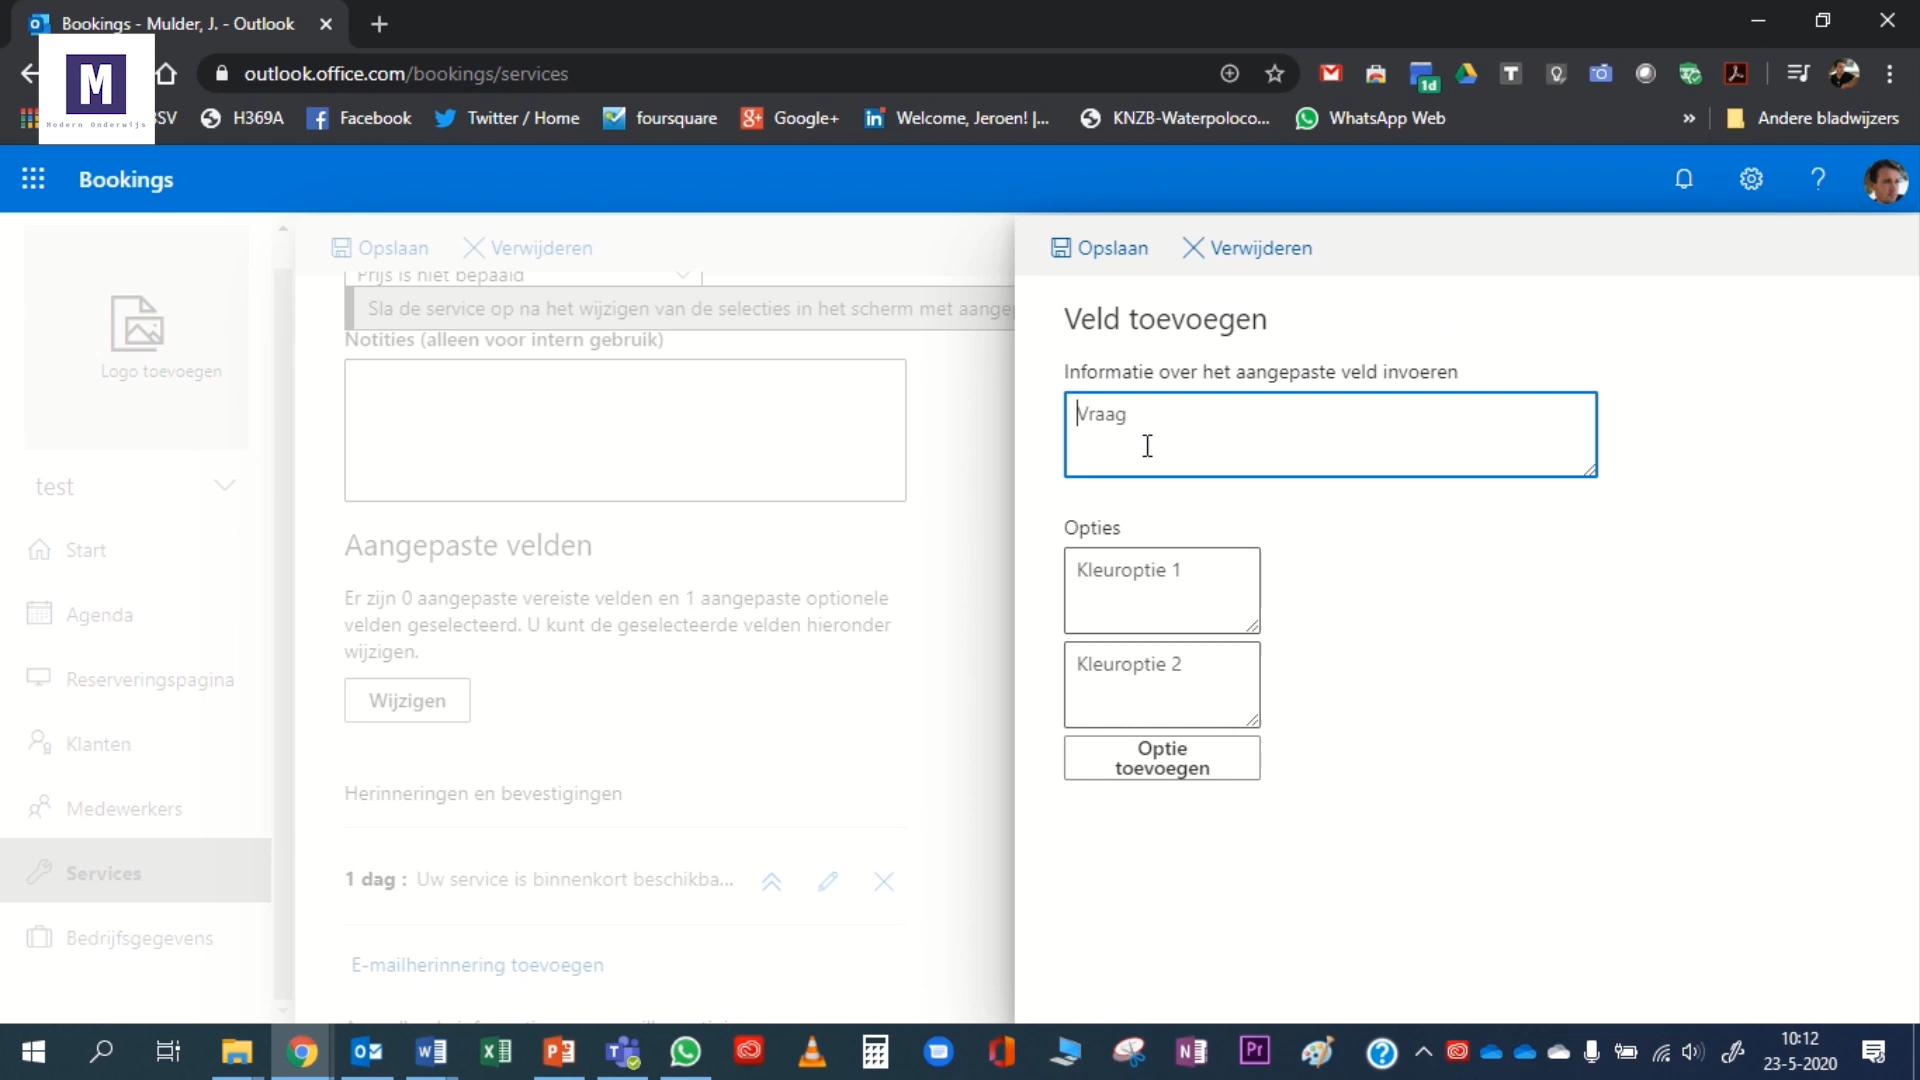 Bookings - Mulder, J. - Outlook
outlook.office.com/bookings/services
1d
M
Modern Onderwijs
SV
H369A
Facebook
Twitter / Home
foursquare
Google+
Welcome, Jeroen! |...
KNZB-Waterpoloco...
WhatsApp Web
»
Andere bladwijzers
Bookings
Logo toevoegen
test
Start
Agenda
Reserveringspagina
Klanten
Medewerkers
Services
Bedrijfsgegevens
Opslaan
Verwijderen
Prijs is niet bepaald
Sla de service op na het wijzigen van de selecties in het scherm met aangep
Notities (alleen voor intern gebruik)
Aangepaste velden
Er zijn 0 aangepaste vereiste velden en 1 aangepaste optionele
velden geselecteerd. U kunt de geselecteerde velden hieronder
wijzigen.
Wijzigen
Herinneringen en bevestigingen
1 dag : Uw service is binnenkort beschikba...
E-mailherinnering toevoegen
Opslaan
Verwijderen
Veld toevoegen
Informatie over het aangepaste veld invoeren
Vraag
Opties
Kleuroptie 1
Kleuroptie 2
Optie
toevoegen
10:12
23-5-2020